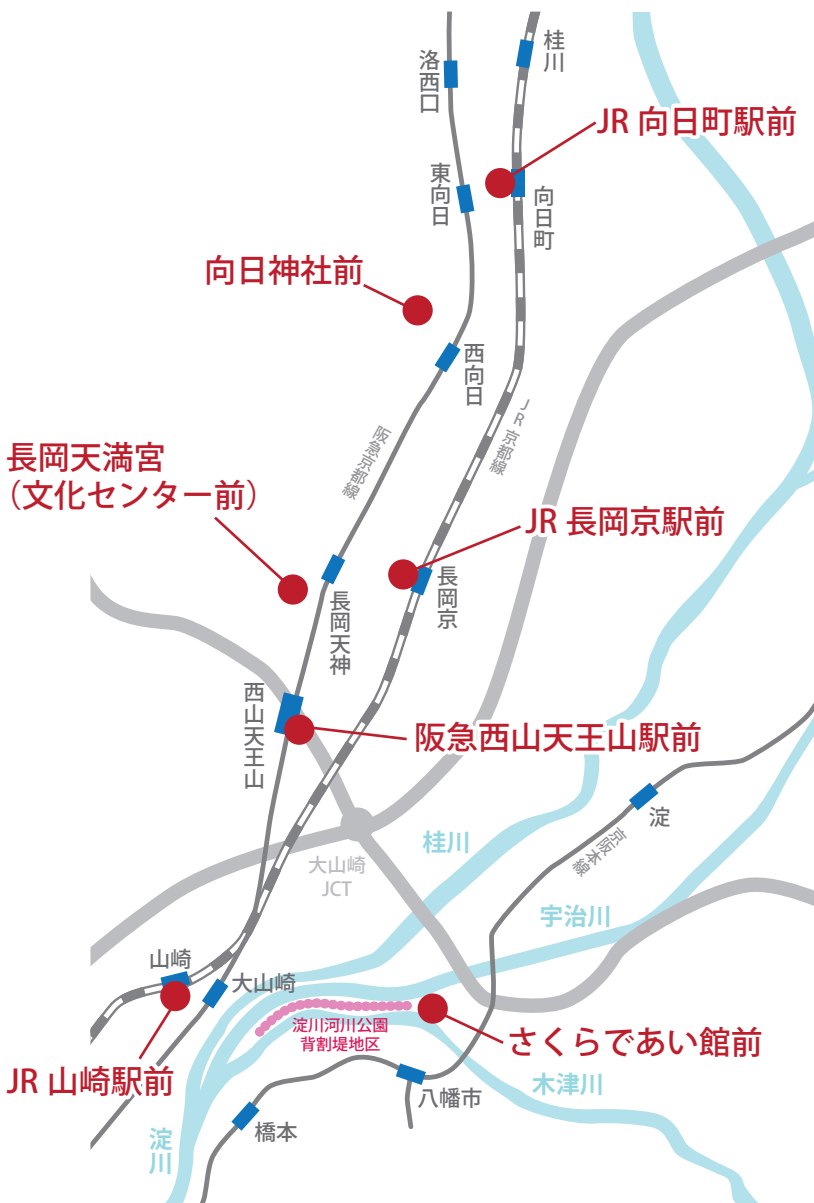 桂川
洛西口
JR 向日町駅前
東向日
向日町
向日神社前
西向日
阪急京都線
JR 京都線
長岡天満宮
（文化センター前）
JR 長岡京駅前
長岡京
長岡天神
西山天王山
阪急西山天王山駅前
淀
京阪本線
桂川
大山崎
JCT
宇治川
山崎
大山崎
淀川河川公園
背割堤地区
さくらであい館前
JR 山崎駅前
木津川
八幡市
橋本
淀川